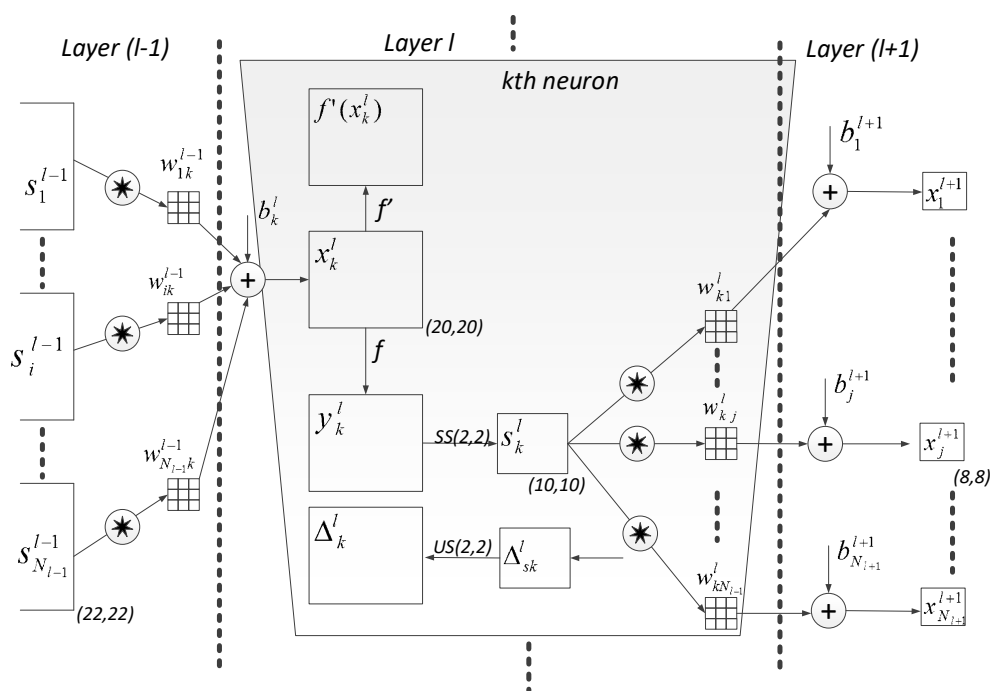 Layer (l-1)
Layer l
Layer (l+1)
kth neuron
s_1^{l-1}
w_{1k}^{l-1}
b_k^l
f'(x_k^l)
f'
x_k^l
(20,20)
f
s_i^{l-1}
w_{ik}^{l-1}
+
y_k^l
SS(2,2)
s_k^l
(10,10)
s_{N_{l-1}}^{l-1}
w_{N_{l-1}k}^{l-1}
(22,22)
Δ_k^l
US(2,2)
Δ_{sk}^l
w_{k1}^l
w_{kj}^l
w_{kN_{l-1}}^l
b_1^{l+1}
+
x_1^{l+1}
b_j^{l+1}
+
x_j^{l+1}
(8,8)
b_{N_{l+1}}^{l+1}
+
x_{N_{l+1}}^{l+1}